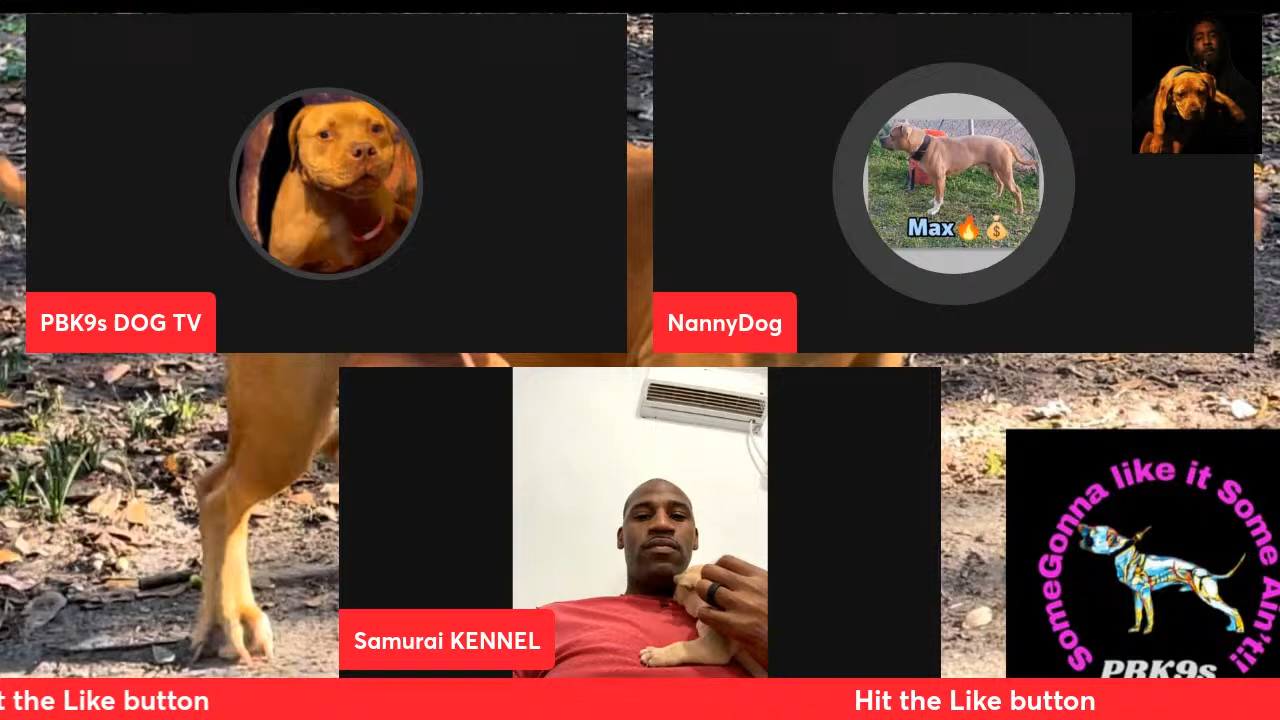 Max🔥💰
PBK9s DOG TV
NannyDog
SomeGonna like it Some Ain't!!
PBK9s
Samurai KENNEL
t the Like button
Hit the Like button